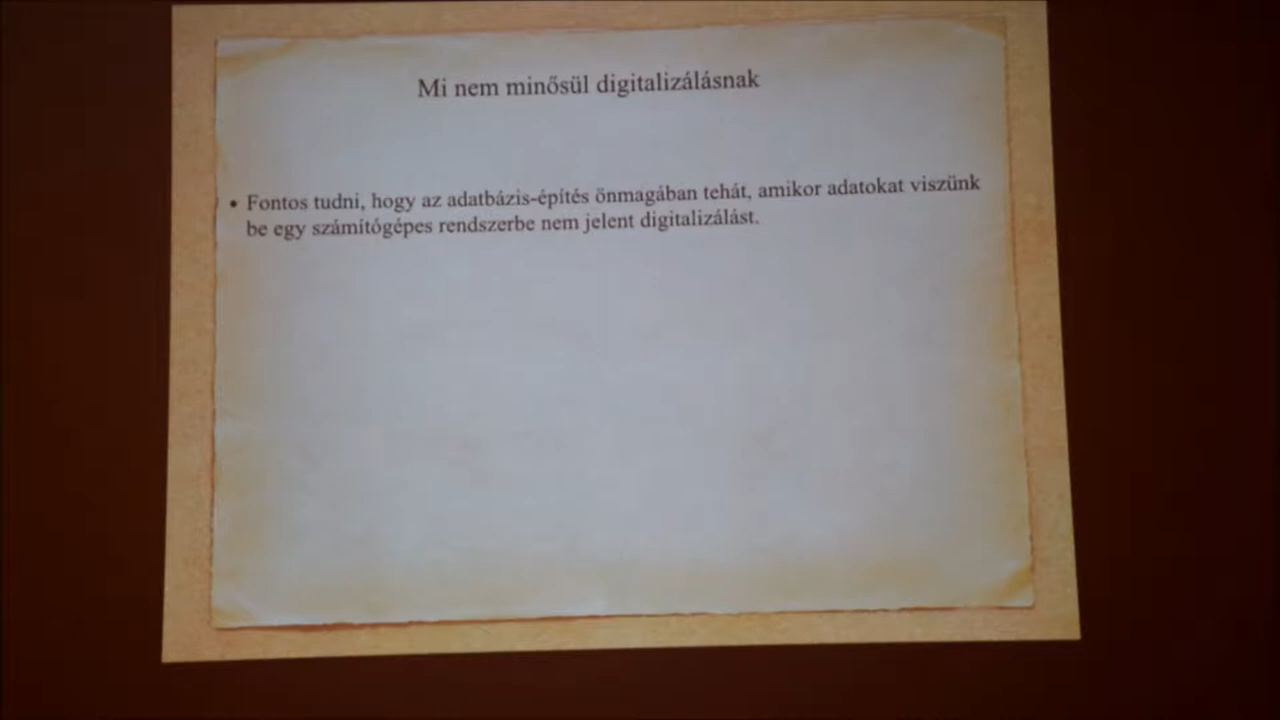 Mi nem minősül digitalizálásnak
• Fontos tudni, hogy az adatbázis-építés önmagában tehát, amikor adatokat viszünk
be egy számítógépes rendszerbe nem jelent digitalizálást.